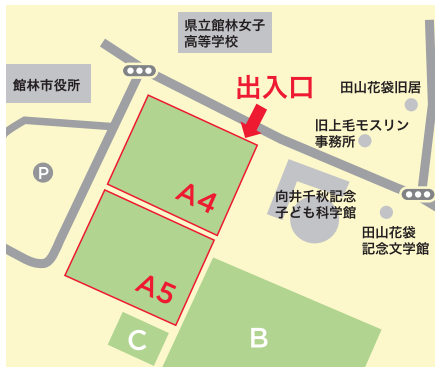 県立館林女子
高等学校
館林市役所
出入口
田山花袋旧居
旧上毛モスリン
事務所
P
A4
向井千秋記念
子ども科学館
田山花袋
記念文学館
A5
C
B